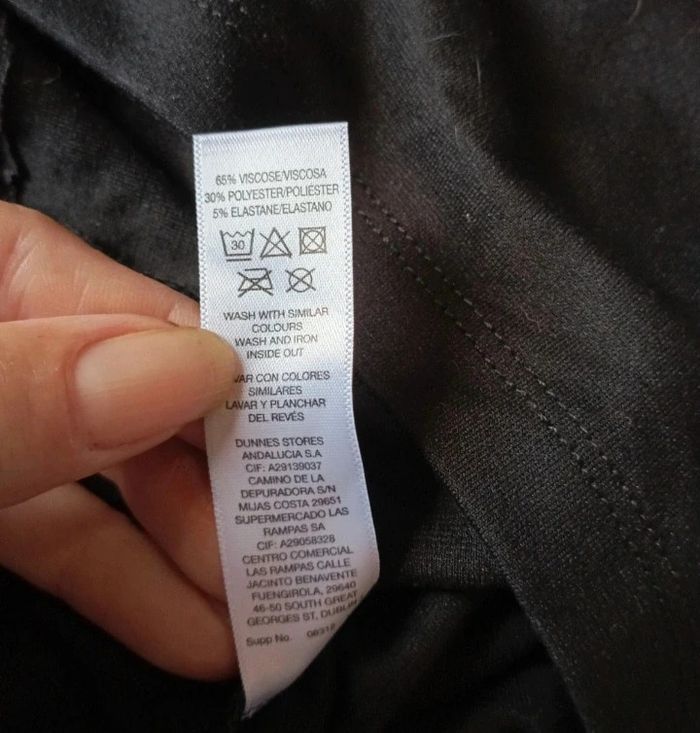 65% VISCOSE/VISCOSA
30% POLYESTER/POLIÉSTER
5% ELASTANE/ELASTANO
30
WASH WITH SIMILAR
COLOURS
WASH AND IRON
INSIDE OUT
CON COLORES
SIMILARES
LAVAR Y PLANCHAR
DEL REVÉS
DUNNES STORES
ANDALUCIA S.A
CIF: A29139037
CAMINO DE LA
DEPURADORA S/N
MIJAS COSTA 29651
SUPERMERCADO LAS
RAMPAS SA
CIF: A29058328
CENTRO COMERCIAL
LAS RAMPAS CALLE
JACINTO BENAVENTE
FUENGIROLA, 29640
46-50 SOUTH GREAT
GEORGES ST, DUBLIN
Supp No.